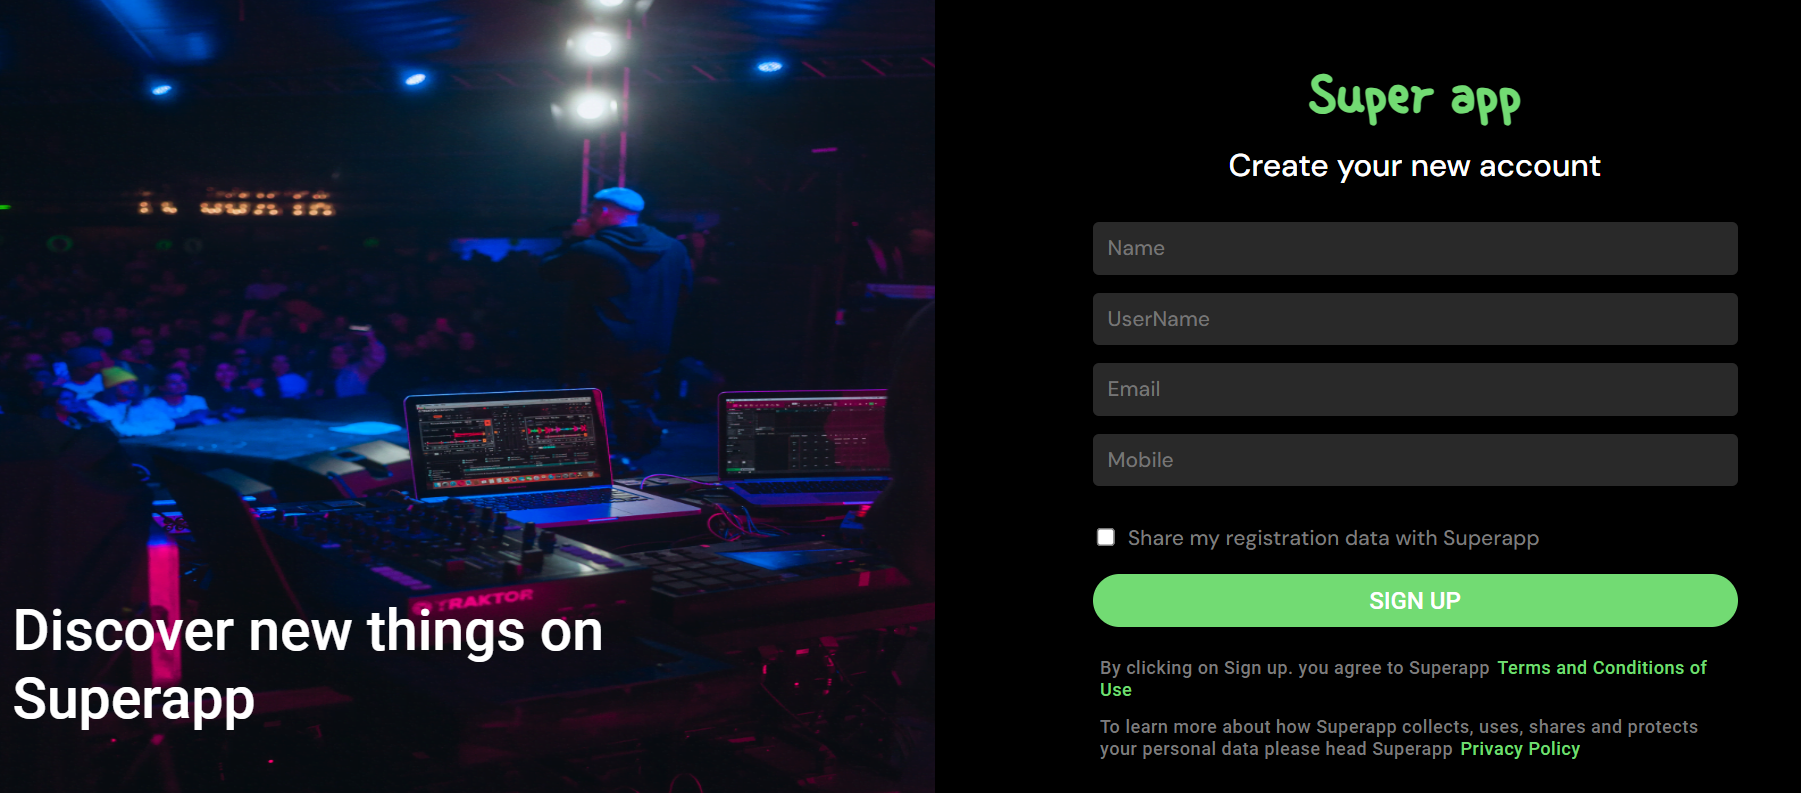 Super app
Create your new account
Name
UserName
Email
Mobile
Share my registration data with Superapp
SIGN UP
By clicking on Sign up. you agree to Superapp Terms and Conditions of
Use
To learn more about how Superapp collects, uses, shares and protects
your personal data please head Superapp Privacy Policy
TRAKTOR
Discover new things on
Superapp